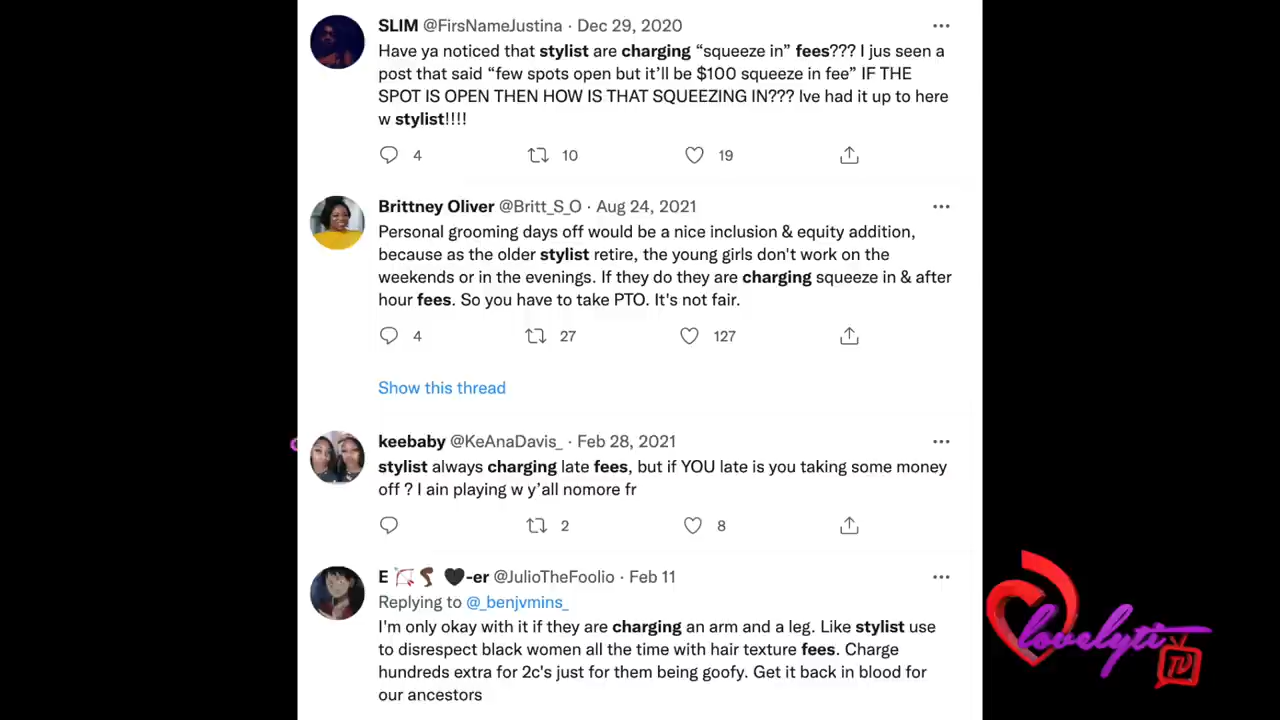 SLIM @FirsNameJustina · Dec 29, 2020
Have ya noticed that stylist are charging “squeeze in” fees??? I jus seen a
post that said “few spots open but it’ll be $100 squeeze in fee” IF THE
SPOT IS OPEN THEN HOW IS THAT SQUEEZING IN??? Ive had it up to here
w stylist!!!!
4 10 19
Brittney Oliver @Britt_S_O · Aug 24, 2021
Personal grooming days off would be a nice inclusion & equity addition,
because as the older stylist retire, the young girls don't work on the
weekends or in the evenings. If they do they are charging squeeze in & after
hour fees. So you have to take PTO. It's not fair.
4 27 127
Show this thread
keebaby @KeAnaDavis_ · Feb 28, 2021
stylist always charging late fees, but if YOU late is you taking some money
off ? I ain playing w y’all nomore fr
2 8
E 🏹🦿🖤-er @JulioTheFoolio · Feb 11
Replying to @_benjvmins_
I'm only okay with it if they are charging an arm and a leg. Like stylist use
to disrespect black women all the time with hair texture fees. Charge
hundreds extra for 2c's just for them being goofy. Get it back in blood for
our ancestors
lovelyti
TV